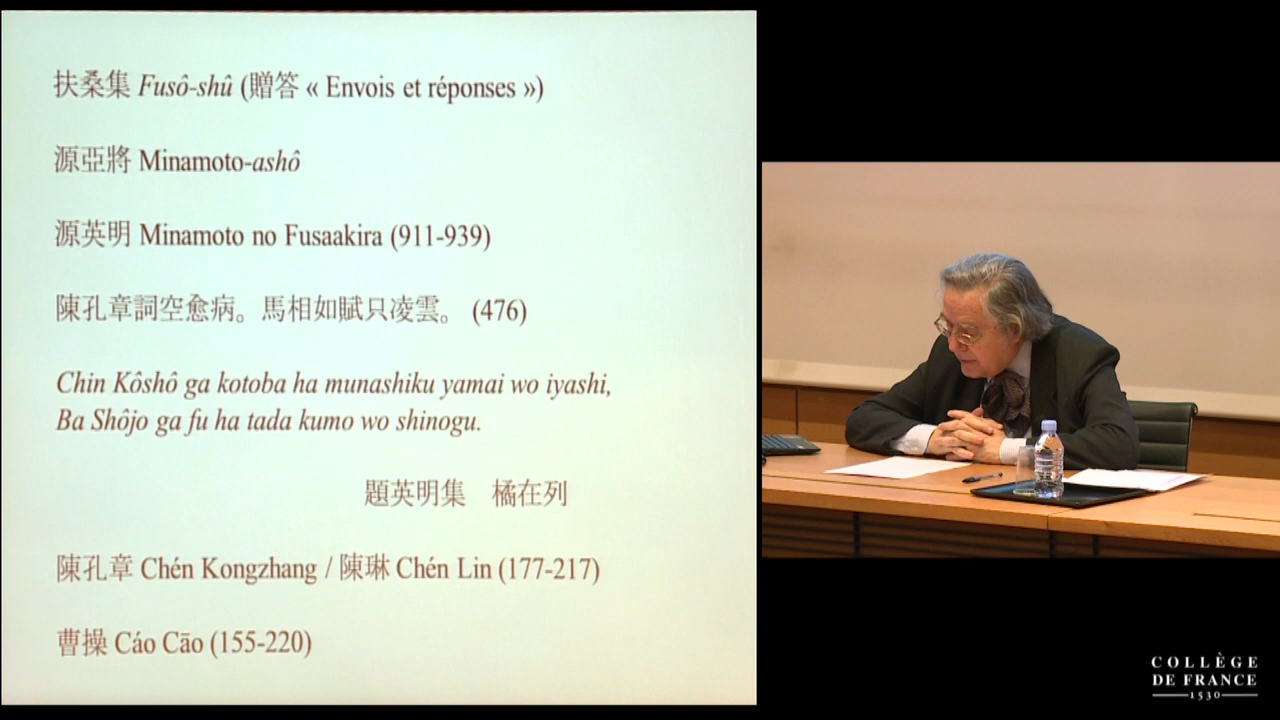 扶桑集 Fusô-shû (贈答 « Envois et réponses »)
源亞將 Minamoto-ashô
源英明 Minamoto no Fusaakira (911-939)
陳孔章詞空愈病。馬相如賦只凌雲。 (476)
Chin Kôshô ga kotoba ha munashiku yamai wo iyashi,
Ba Shôjo ga fu ha tada kumo wo shinogu.
題英明集　橘在列
陳孔章 Chén Kongzhang / 陳琳 Chén Lin (177-217)
曹操 Cáo Cāo (155-220)
COLLÈGE
DE FRANCE
1530